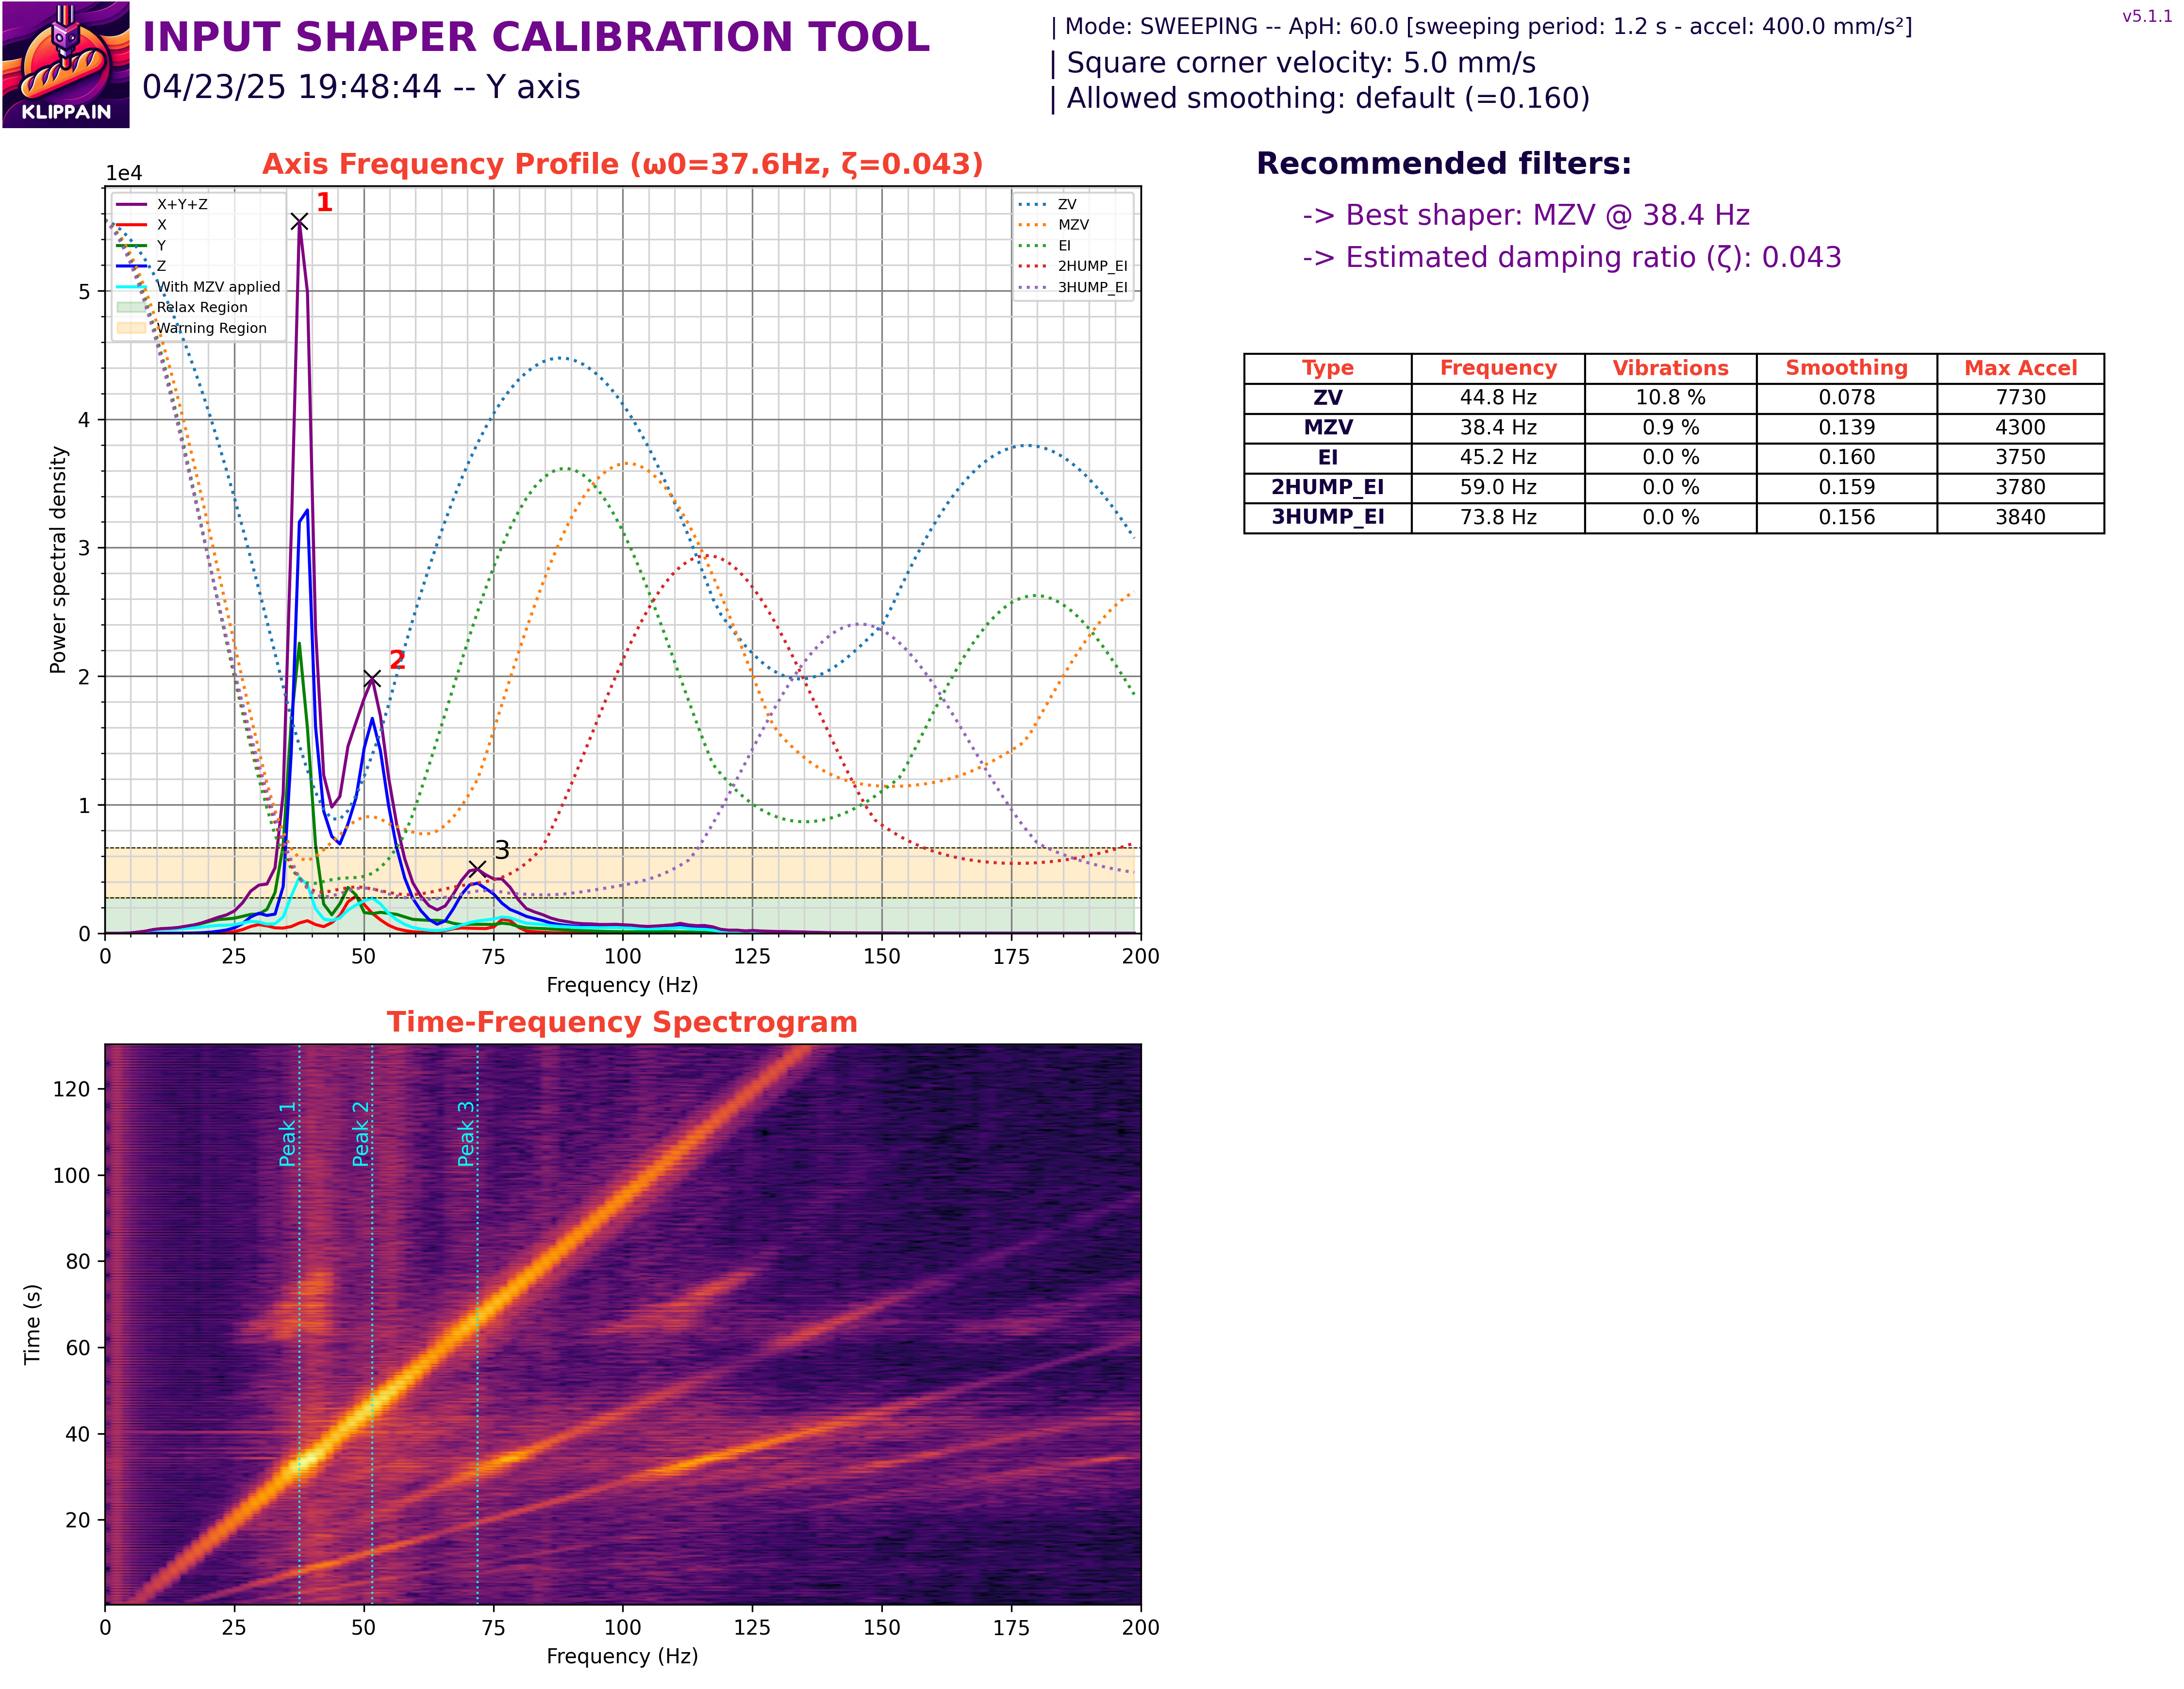 KLIPPAIN
INPUT SHAPER CALIBRATION TOOL
04/23/25 19:48:44 -- Y axis
| Mode: SWEEPING -- ApH: 60.0 [sweeping period: 1.2 s - accel: 400.0 mm/s²]
| Square corner velocity: 5.0 mm/s
| Allowed smoothing: default (=0.160)
v5.1.1
Axis Frequency Profile (ω0=37.6Hz, ζ=0.043)
1e4
X+Y+Z
X
Y
Z
With MZV applied
Relax Region
Warning Region
ZV
MZV
EI
2HUMP_EI
3HUMP_EI
1
2
3
Power spectral density
5
4
3
2
1
0
0 25 50 75 100 125 150 175 200
Frequency (Hz)
Recommended filters:
-> Best shaper: MZV @ 38.4 Hz
-> Estimated damping ratio (ζ): 0.043
Type Frequency Vibrations Smoothing Max Accel
ZV 44.8 Hz 10.8 % 0.078 7730
MZV 38.4 Hz 0.9 % 0.139 4300
EI 45.2 Hz 0.0 % 0.160 3750
2HUMP_EI 59.0 Hz 0.0 % 0.159 3780
3HUMP_EI 73.8 Hz 0.0 % 0.156 3840
Time-Frequency Spectrogram
Peak 1
Peak 2
Peak 3
Time (s)
120
100
80
60
40
20
0 25 50 75 100 125 150 175 200
Frequency (Hz)